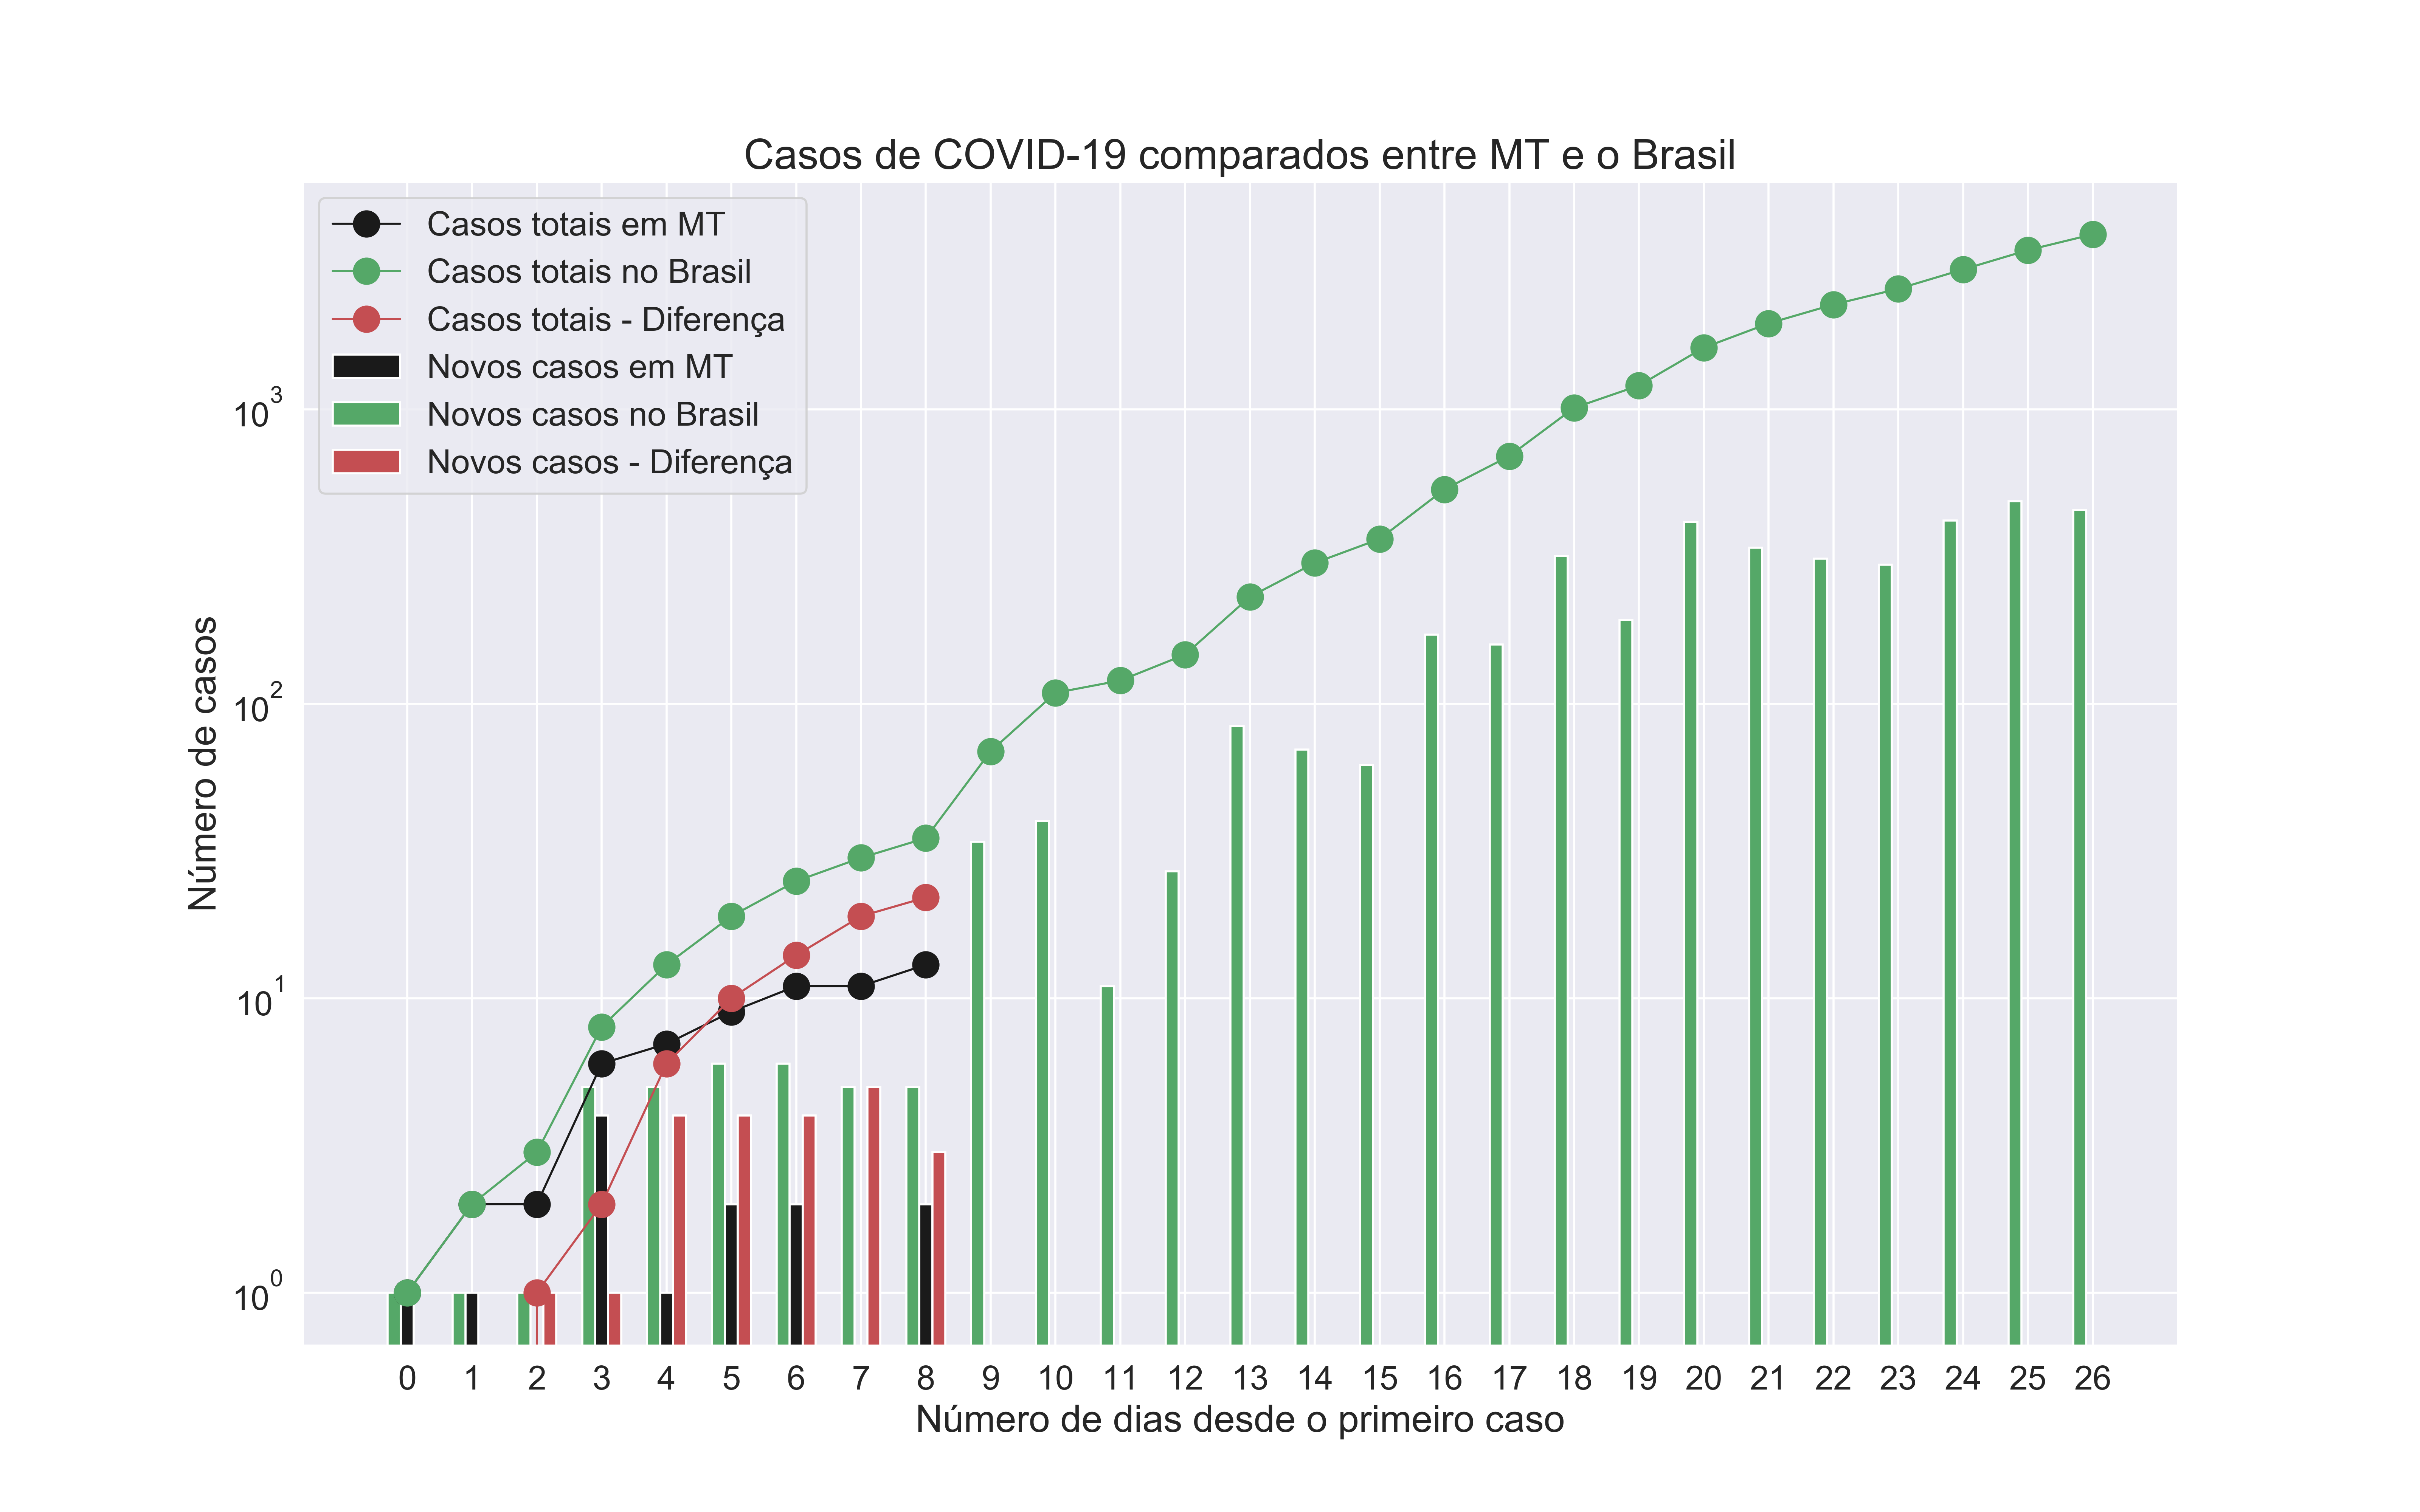 Casos de COVID-19 comparados entre MT e o Brasil
Casos totais em MT
Casos totais no Brasil
Casos totais - Diferença
Novos casos em MT
Novos casos no Brasil
Novos casos - Diferença
Número de casos
10³
10²
10¹
10⁰
0 1 2 3 4 5 6 7 8 9 10 11 12 13 14 15 16 17 18 19 20 21 22 23 24 25 26
Número de dias desde o primeiro caso